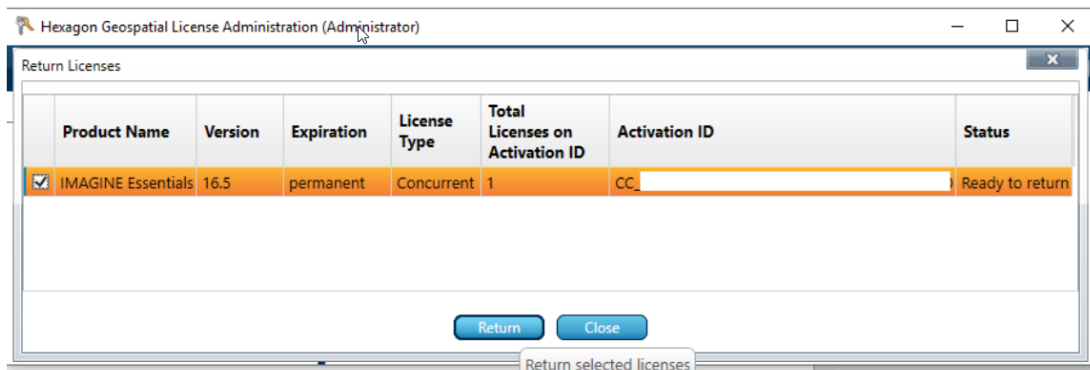 Hexagon Geospatial License Administration (Administrator)
Return Licenses
Product Name Version Expiration License Type Total Licenses on Activation ID Activation ID Status
IMAGINE Essentials 16.5 permanent Concurrent 1 CC_ Ready to return
Return Close
Return selected licenses